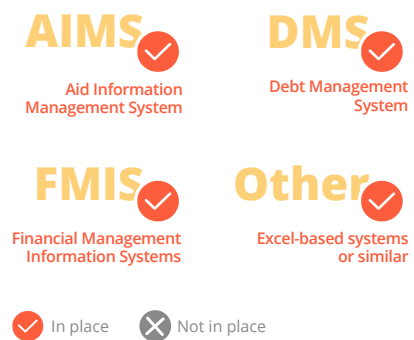 AIMS
Aid Information
Management System
DMS
Debt Management
System
FMIS
Financial Management
Information Systems
Other
Excel-based systems
or similar
In place
Not in place